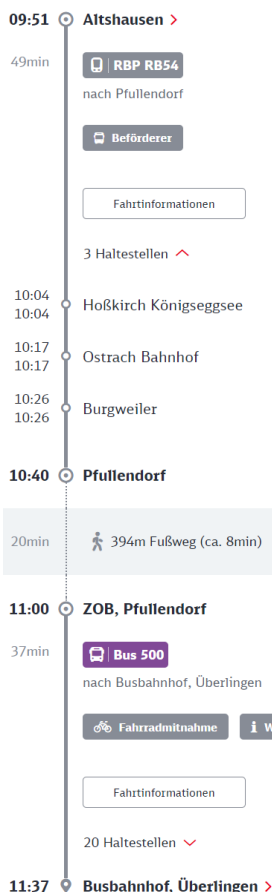 09:51 Altshausen
49min RBP RB54
nach Pfullendorf
Beförderer
Fahrtinformationen
3 Haltestellen
10:04
10:04 Hoßkirch Königseggsee
10:17
10:17 Ostrach Bahnhof
10:26
10:26 Burgweiler
10:40 Pfullendorf
20min 394m Fußweg (ca. 8min)
11:00 ZOB, Pfullendorf
37min Bus 500
nach Busbahnhof, Überlingen
Fahrradmitnahme
Fahrtinformationen
20 Haltestellen
11:37 Busbahnhof, Überlingen